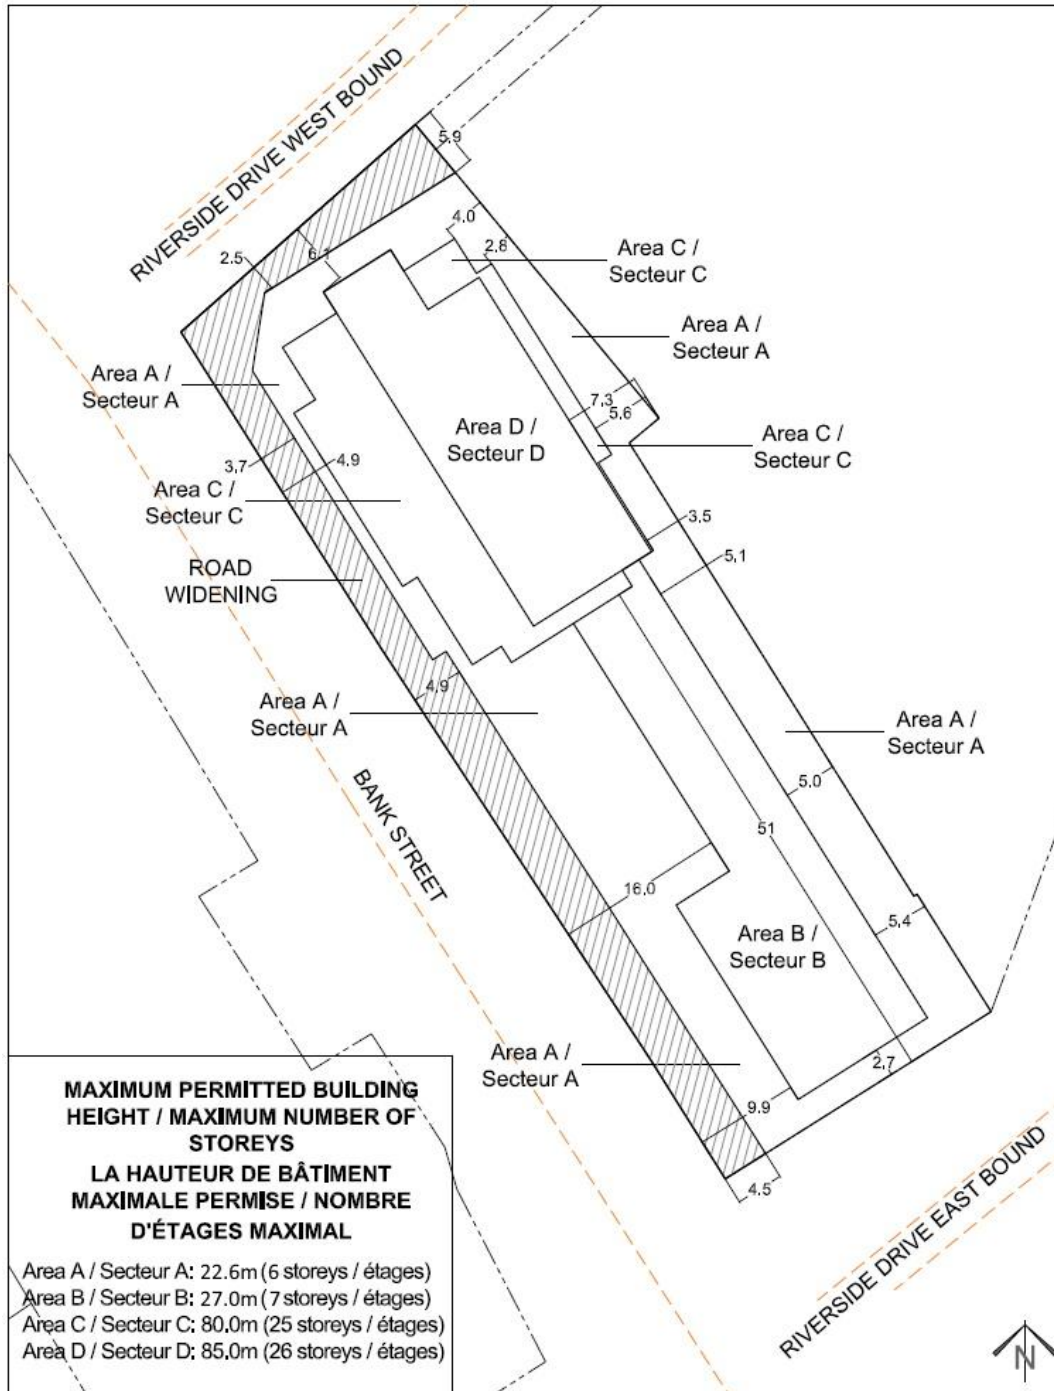 RIVERSIDE DRIVE WEST BOUND
5.9
4.0
2.8
Area C /
Secteur C
2.5
6.1
Area A /
Secteur A
Area A /
Secteur A
7.3
5.6
Area D /
Secteur D
Area C /
Secteur C
3.7
4.9
Area C /
Secteur C
3.5
5.1
ROAD
WIDENING
4.9
Area A /
Secteur A
Area A /
Secteur A
5.0
BANK STREET
51
16.0
5.4
Area B /
Secteur B
Area A /
Secteur A
2.7
9.9
4.5
RIVERSIDE DRIVE EAST BOUND
MAXIMUM PERMITTED BUILDING
HEIGHT / MAXIMUM NUMBER OF
STOREYS
LA HAUTEUR DE BÂTIMENT
MAXIMALE PERMISE / NOMBRE
D'ÉTAGES MAXIMAL
Area A / Secteur A: 22.6m (6 storeys / étages)
Area B / Secteur B: 27.0m (7 storeys / étages)
Area C / Secteur C: 80.0m (25 storeys / étages)
Area D / Secteur D: 85.0m (26 storeys / étages)
N